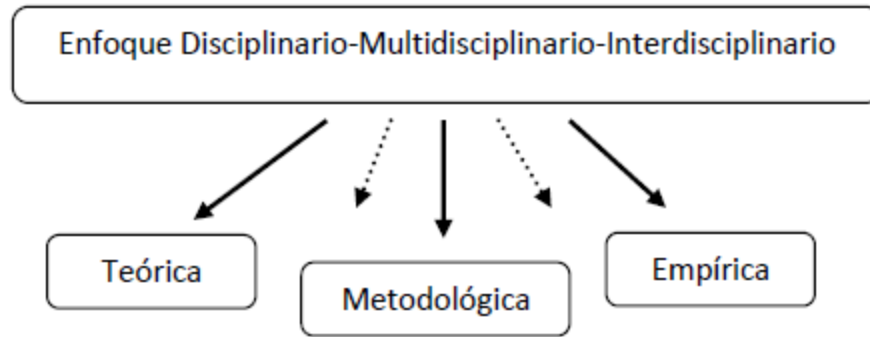 Enfoque Disciplinario-Multidisciplinario-Interdisciplinario
Teórica
Metodológica
Empírica